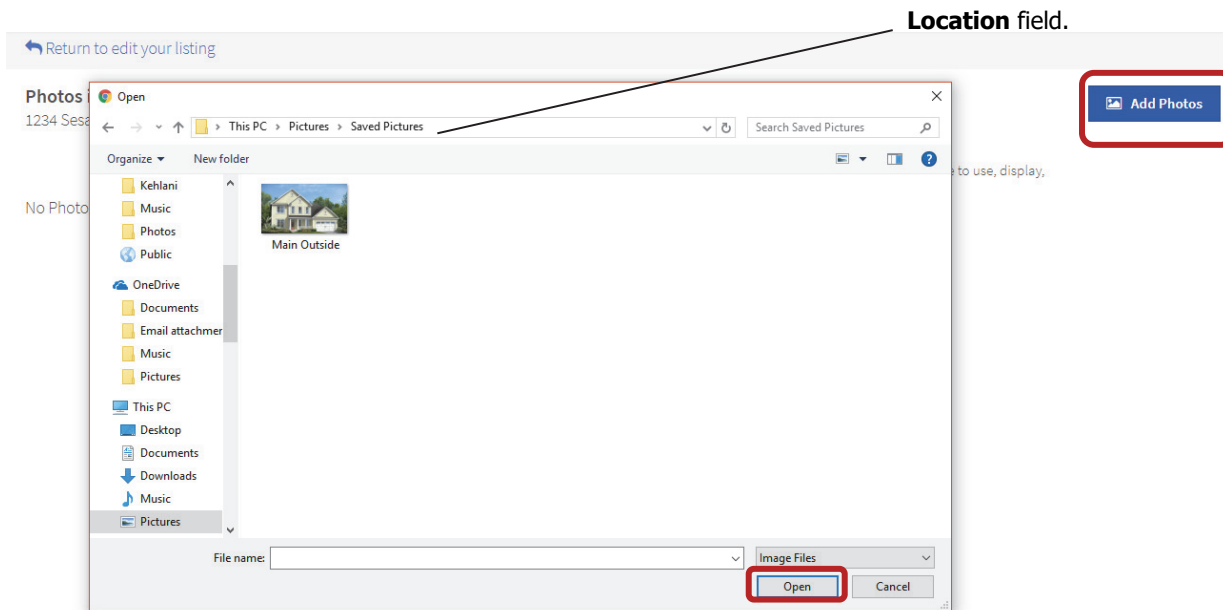 Location field.
Return to edit your listing
Photos i
1234 Sesa
Add Photos
to use, display,
No Photo
Open
This PC > Pictures > Saved Pictures
Search Saved Pictures
Organize
New folder
Kehlani
Music
Photos
Public
OneDrive
Documents
Email attachmer
Music
Pictures
This PC
Desktop
Documents
Downloads
Music
Pictures
Main Outside
File name:
Image Files
Open
Cancel